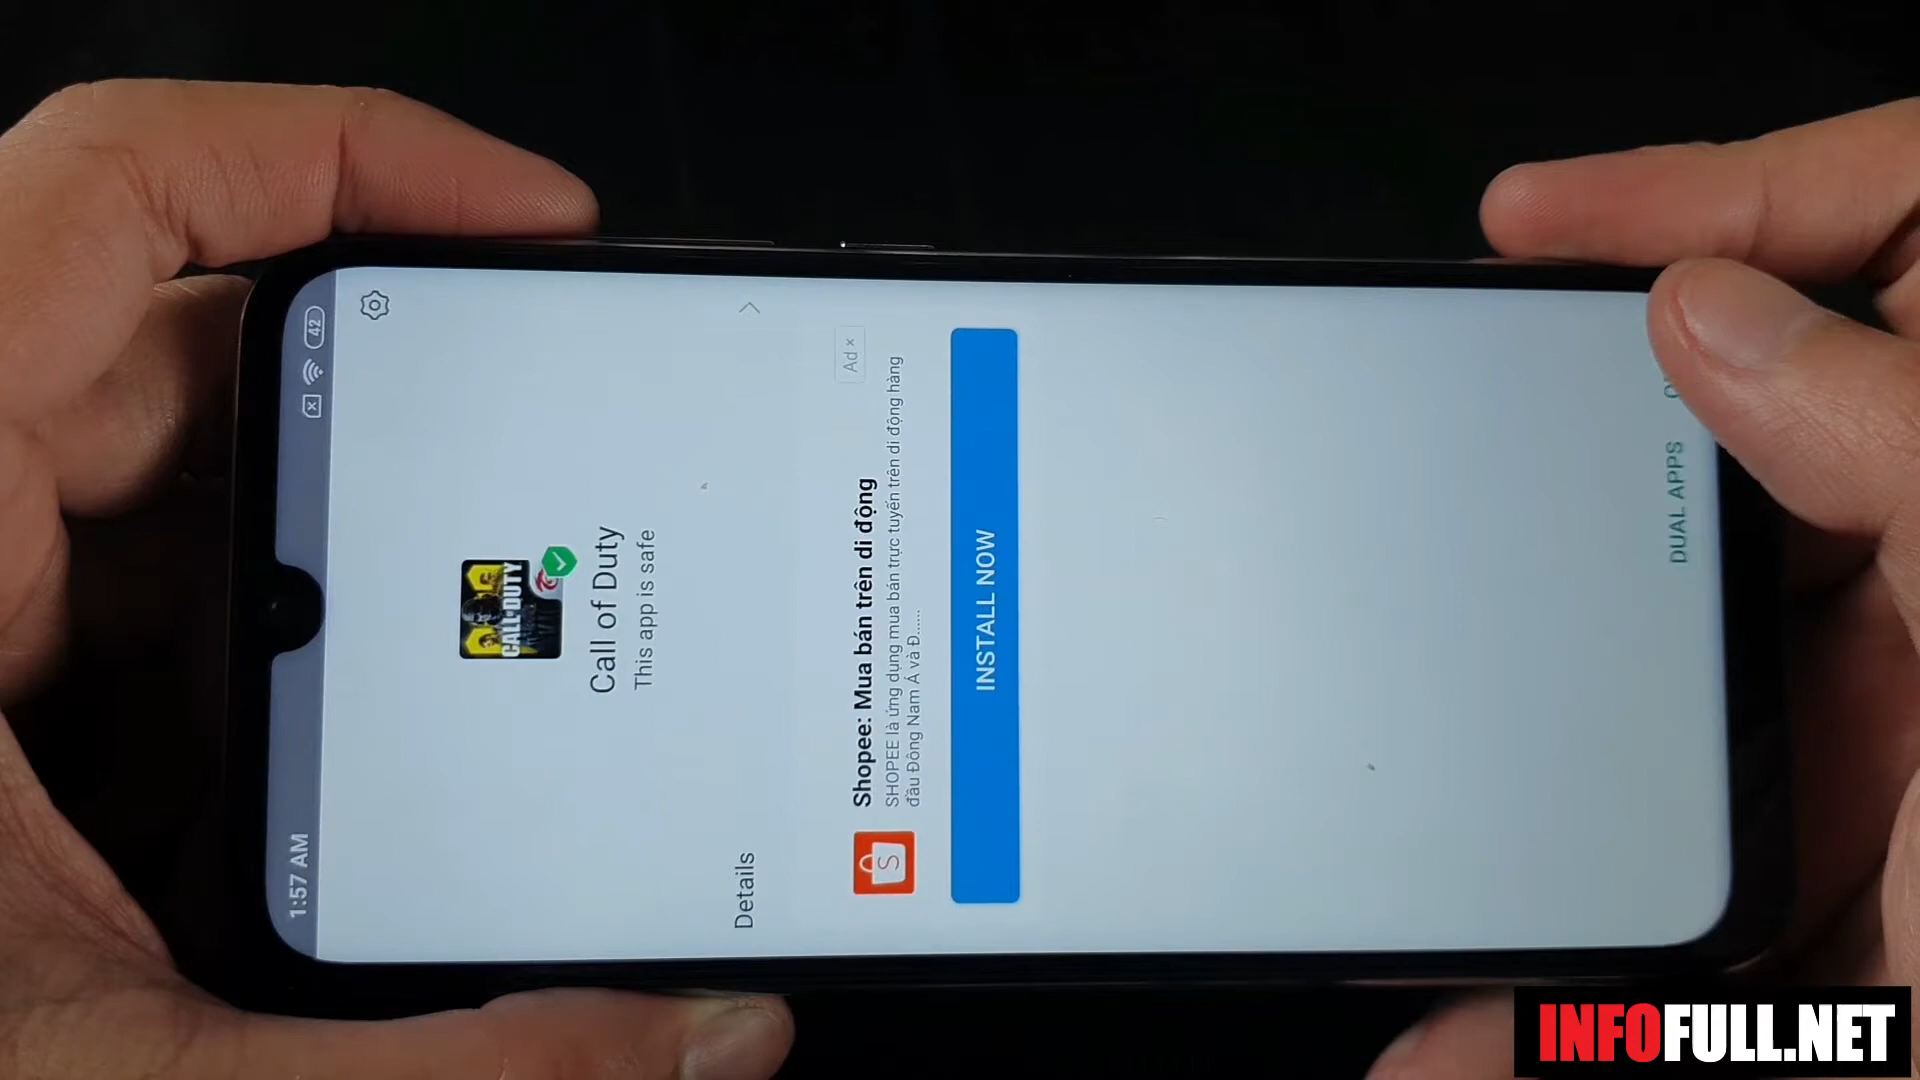 1:57 AM
42
CALL·DUTY
Call of Duty
This app is safe
Details
Ad ×
Shopee: Mua bán trên di động
SHOPEE là ứng dụng mua bán trực tuyến trên di động hàng
đầu Đông Nam Á và Đ......
INSTALL NOW
DUAL APPS
INFOFULL.NET